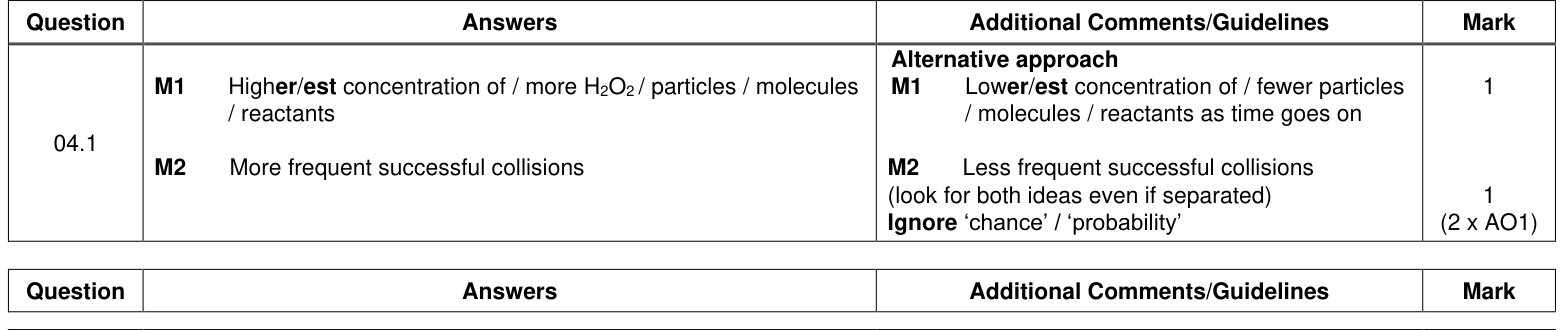 Question Answers Additional Comments/Guidelines Mark
Alternative approach
M1 Higher/est concentration of / more H₂O₂ / particles / molecules M1 Lower/est concentration of / fewer particles 1
/ reactants / molecules / reactants as time goes on
04.1
M2 More frequent successful collisions M2 Less frequent successful collisions
(look for both ideas even if separated) 1
Ignore ‘chance’ / ‘probability’ (2 x AO1)
Question Answers Additional Comments/Guidelines Mark